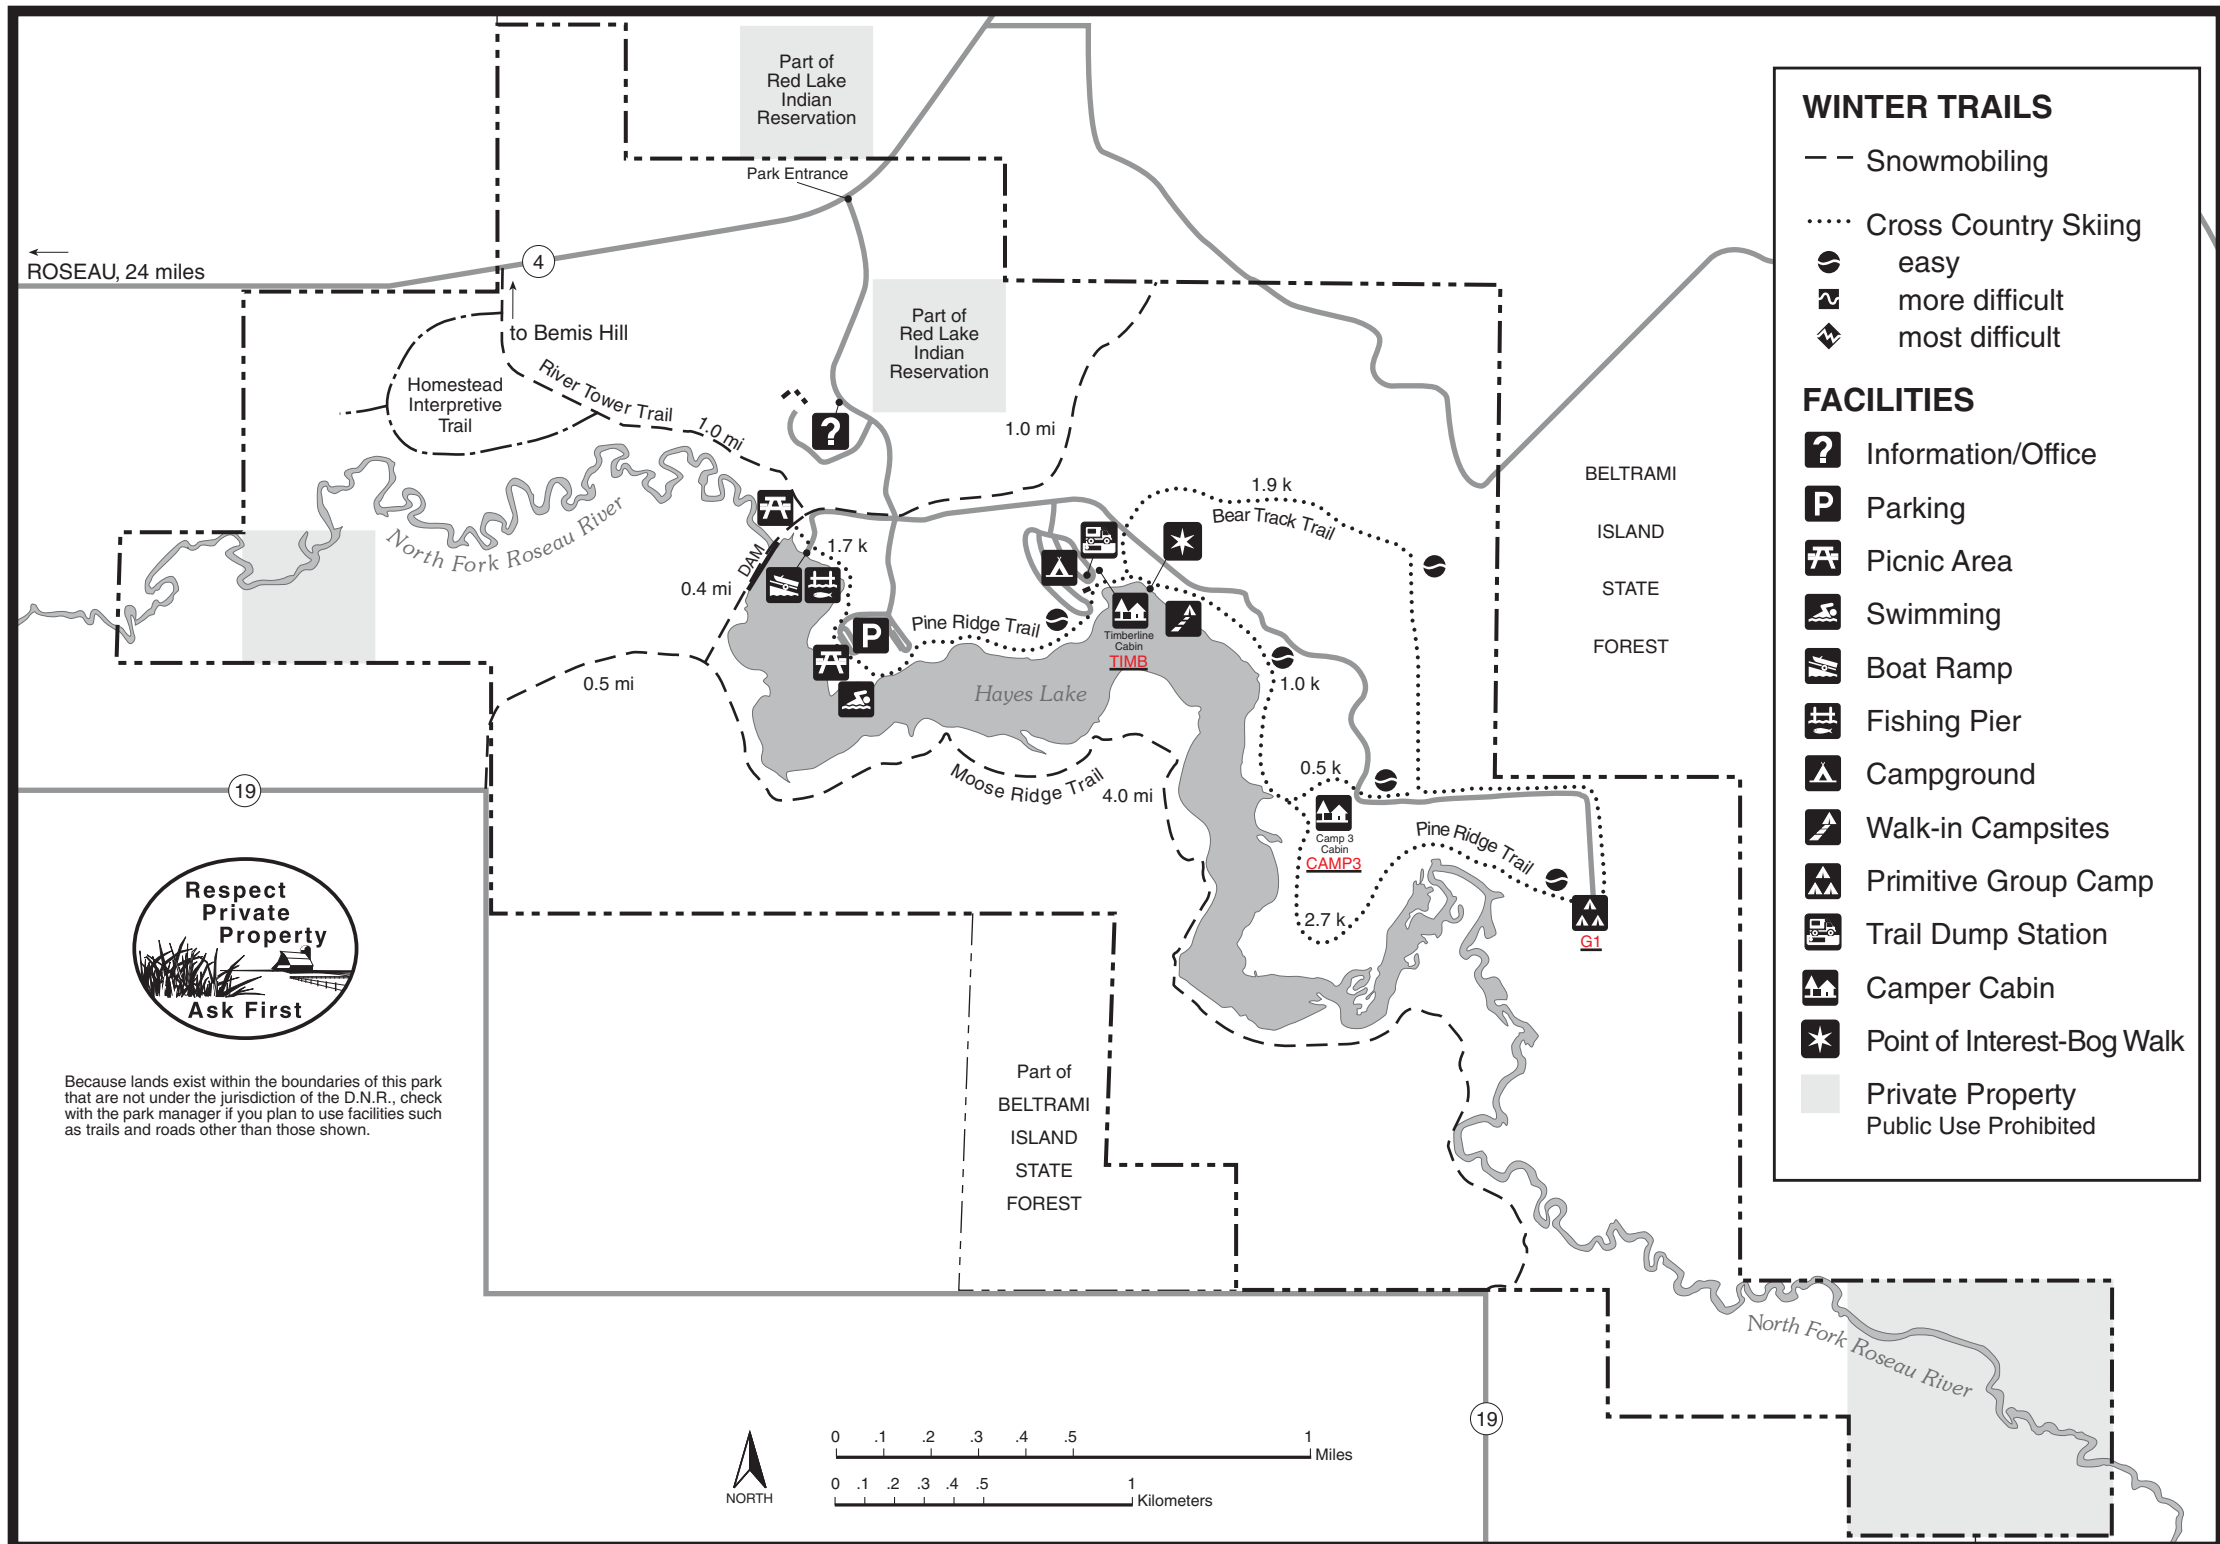 Part of
Red Lake
Indian
Reservation
Park Entrance
ROSEAU, 24 miles
4
to Bemis Hill
Homestead
Interpretive
Trail
River Tower Trail
1.0 mi
?
Part of
Red Lake
Indian
Reservation
1.0 mi
North Fork Roseau River
DAM
1.7 k
0.4 mi
0.5 mi
P
Pine Ridge Trail
1.9 k
Bear Track Trail
Timberline
Cabin
TIMB
Hayes Lake
1.0 k
0.5 k
Moose Ridge Trail
4.0 mi
Camp 3
Cabin
CAMP3
Pine Ridge Trail
2.7 k
G1
BELTRAMI
ISLAND
STATE
FOREST
19
Respect
Private
Property
Ask First
Because lands exist within the boundaries of this park
that are not under the jurisdiction of the D.N.R., check
with the park manager if you plan to use facilities such
as trails and roads other than those shown.
Part of
BELTRAMI
ISLAND
STATE
FOREST
North Fork Roseau River
19
NORTH
0 .1 .2 .3 .4 .5 1
Miles
0 .1 .2 .3 .4 .5 1
Kilometers
WINTER TRAILS
Snowmobiling
Cross Country Skiing
easy
more difficult
most difficult
FACILITIES
? Information/Office
P Parking
Picnic Area
Swimming
Boat Ramp
Fishing Pier
Campground
Walk-in Campsites
Primitive Group Camp
Trail Dump Station
Camper Cabin
Point of Interest-Bog Walk
Private Property
Public Use Prohibited